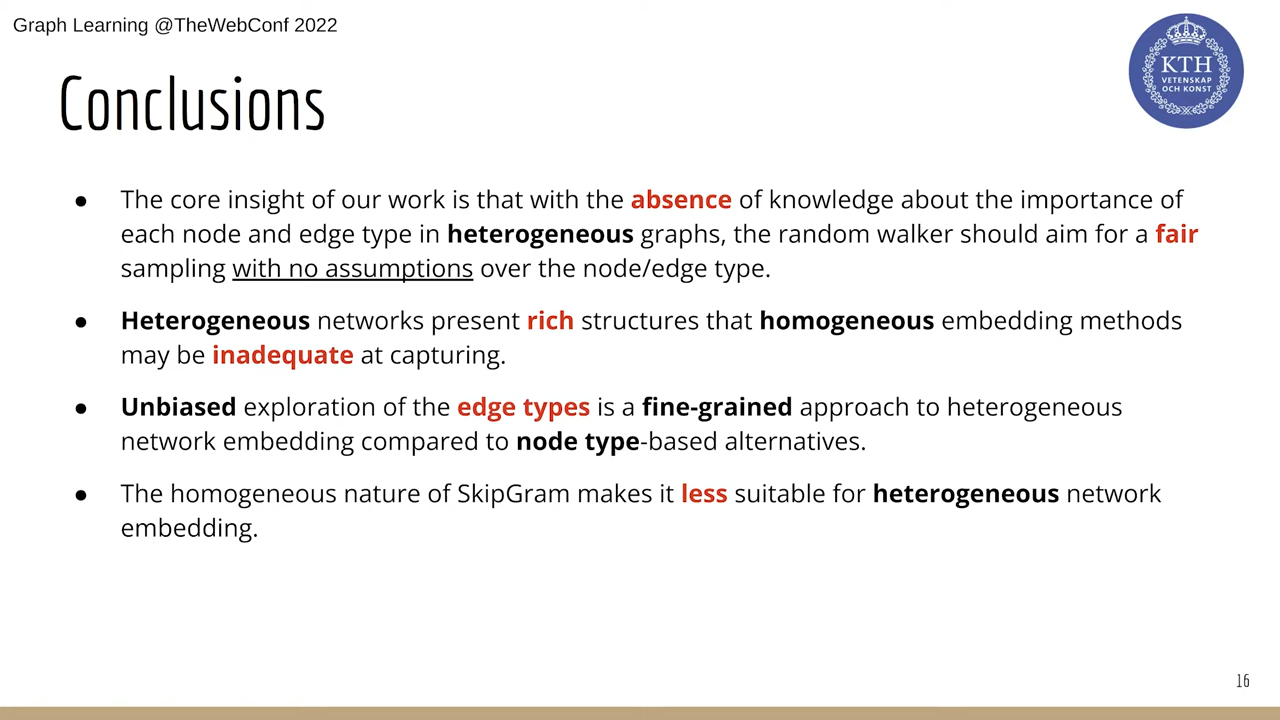 Graph Learning @TheWebConf 2022
KTH
VETENSKAP
OCH KONST
Conclusions
● The core insight of our work is that with the absence of knowledge about the importance of
each node and edge type in heterogeneous graphs, the random walker should aim for a fair
sampling with no assumptions over the node/edge type.
● Heterogeneous networks present rich structures that homogeneous embedding methods
may be inadequate at capturing.
● Unbiased exploration of the edge types is a fine-grained approach to heterogeneous
network embedding compared to node type-based alternatives.
● The homogeneous nature of SkipGram makes it less suitable for heterogeneous network
embedding.
16